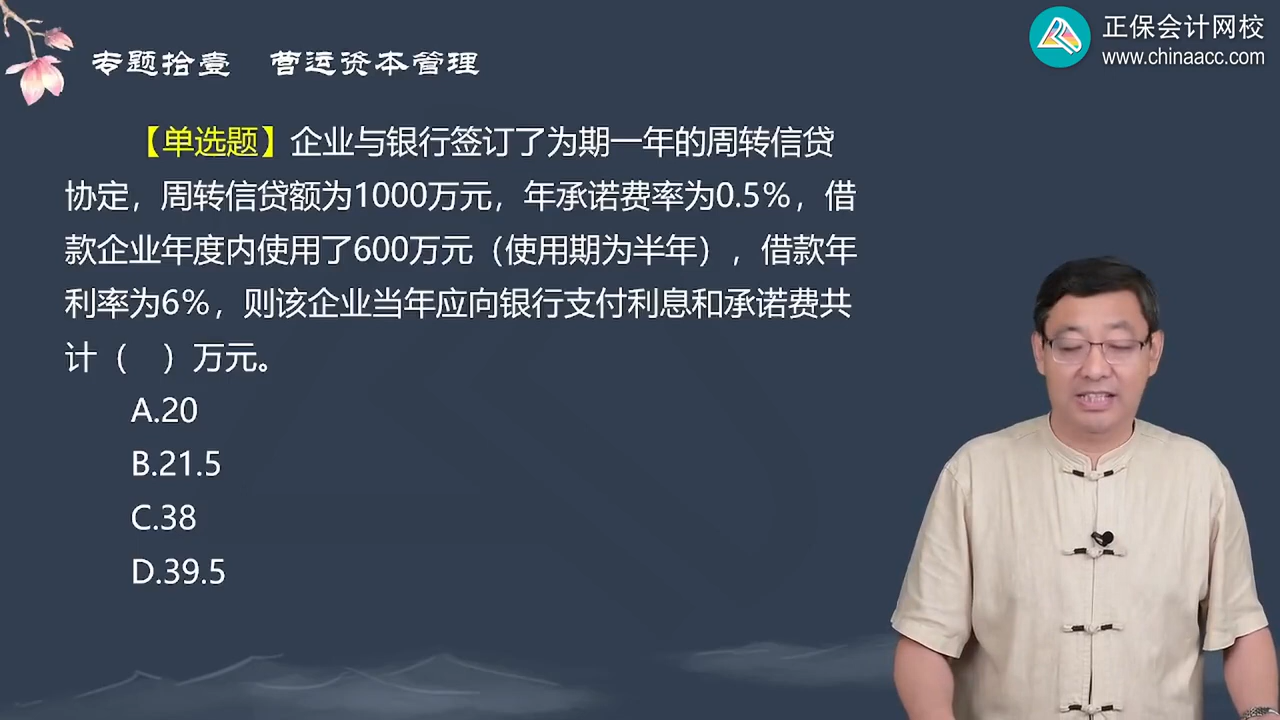 专题拾壹 营运资本管理
正保会计网校
www.chinaacc.com
【单选题】企业与银行签订了为期一年的周转信贷
协定，周转信贷额为1000万元，年承诺费率为0.5%，借
款企业年度内使用了600万元（使用期为半年），借款年
利率为6%，则该企业当年应向银行支付利息和承诺费共
计（ ）万元。
A.20
B.21.5
C.38
D.39.5